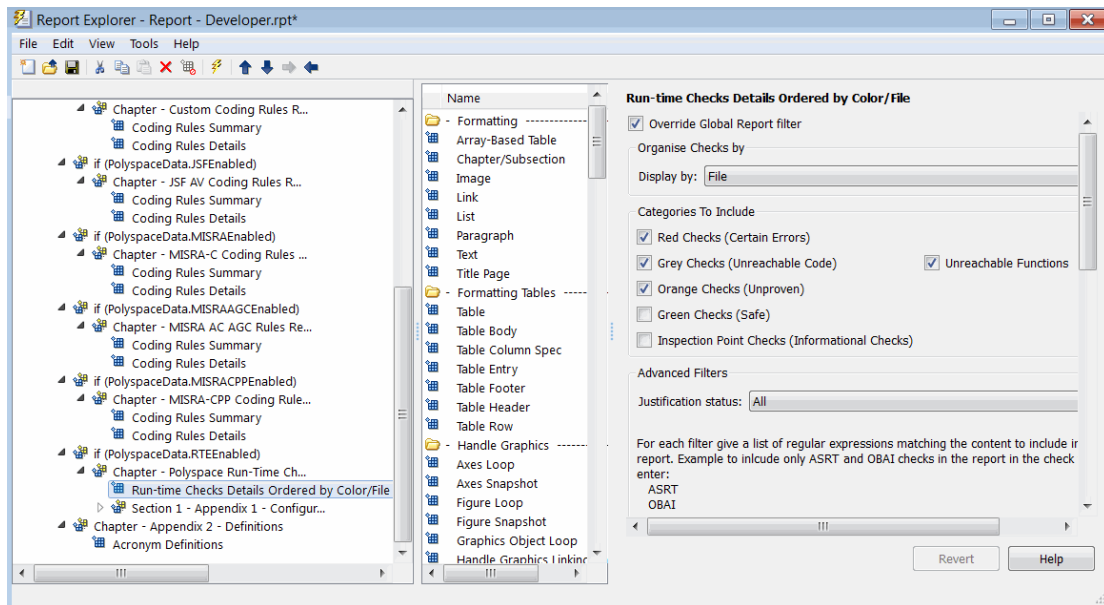 Report Explorer - Report - Developer.rpt*
File Edit View Tools Help
Chapter - Custom Coding Rules R...
Coding Rules Summary
Coding Rules Details
if (PolyspaceData.JSFEnabled)
Chapter - JSF AV Coding Rules R...
Coding Rules Summary
Coding Rules Details
if (PolyspaceData.MISRAEnabled)
Chapter - MISRA-C Coding Rules ...
Coding Rules Summary
Coding Rules Details
if (PolyspaceData.MISRAAGCEnabled)
Chapter - MISRA AC AGC Rules Re...
Coding Rules Summary
Coding Rules Details
if (PolyspaceData.MISRACPPEnabled)
Chapter - MISRA-CPP Coding Rule...
Coding Rules Summary
Coding Rules Details
if (PolyspaceData.RTEEnabled)
Chapter - Polyspace Run-Time Ch...
Run-time Checks Details Ordered by Color/File
Section 1 - Appendix 1 - Configur...
Chapter - Appendix 2 - Definitions
Acronym Definitions
Name
- Formatting ------------
Array-Based Table
Chapter/Subsection
Image
Link
List
Paragraph
Text
Title Page
- Formatting Tables -----
Table
Table Body
Table Column Spec
Table Entry
Table Footer
Table Header
Table Row
- Handle Graphics -------
Axes Loop
Axes Snapshot
Figure Loop
Figure Snapshot
Graphics Object Loop
Handle Graphics Linking
Run-time Checks Details Ordered by Color/File
Override Global Report filter
Organise Checks by
Display by: File
Categories To Include
Red Checks (Certain Errors)
Grey Checks (Unreachable Code) Unreachable Functions
Orange Checks (Unproven)
Green Checks (Safe)
Inspection Point Checks (Informational Checks)
Advanced Filters
Justification status: All
For each filter give a list of regular expressions matching the content to include in
report. Example to inlcude only ASRT and OBAI checks in the report in the check
enter:
ASRT
OBAI
Revert Help